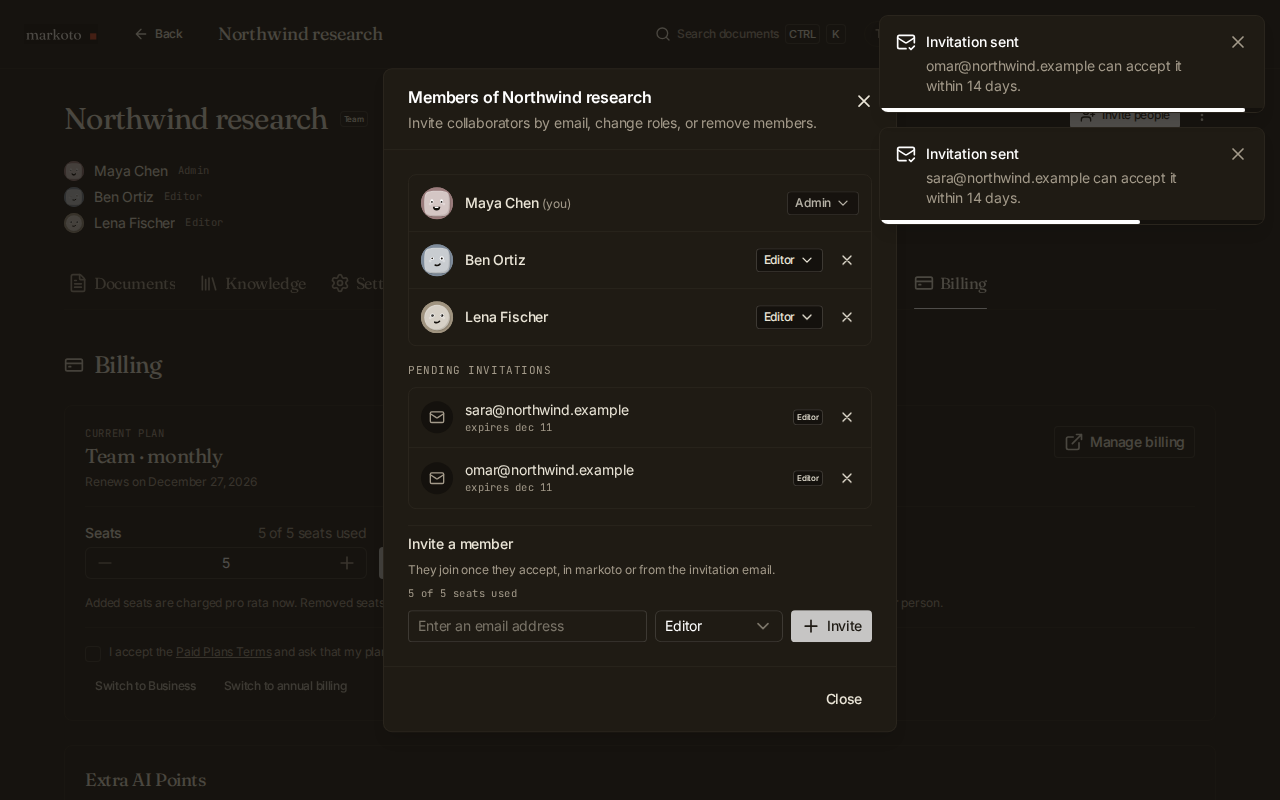 markoto
Back
Northwind research
Search documents CTRL K
Northwind research Team
Maya Chen Admin
Ben Ortiz Editor
Lena Fischer Editor
Invite people
Documents
Knowledge
Billing
Billing
CURRENT PLAN
Team · monthly
Renews on December 27, 2026
Manage billing
Seats 5 of 5 seats used
5
Added seats are charged pro rata now. Removed seats
person.
I accept the Paid Plans Terms and ask that my
Switch to Business Switch to annual billing
Extra AI Points
Members of Northwind research
Invite collaborators by email, change roles, or remove members.
Maya Chen (you) Admin
Ben Ortiz Editor
Lena Fischer Editor
PENDING INVITATIONS
sara@northwind.example Editor
expires dec 11
omar@northwind.example Editor
expires dec 11
Invite a member
They join once they accept, in markoto or from the invitation email.
5 of 5 seats used
Enter an email address Editor Invite
Close
Invitation sent
omar@northwind.example can accept it
within 14 days.
Invitation sent
sara@northwind.example can accept it
within 14 days.